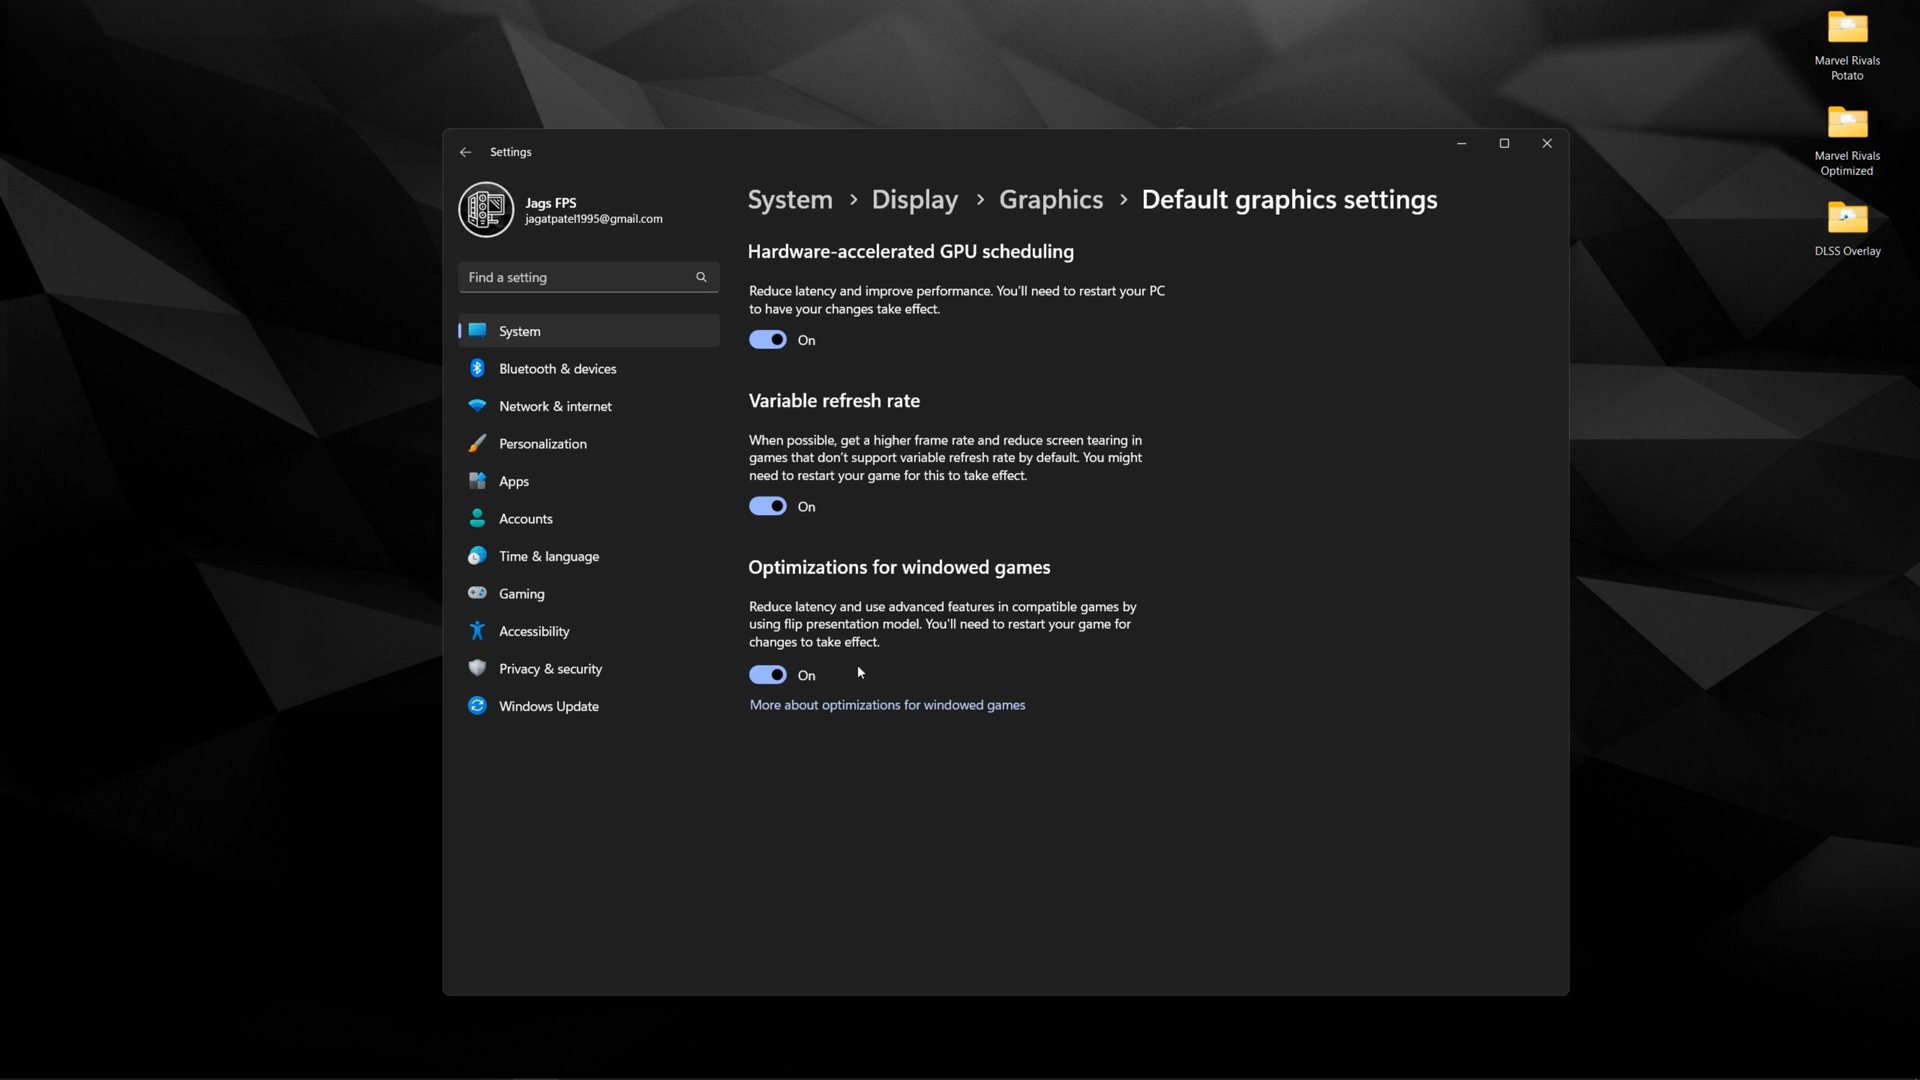 Settings
Jags FPS
jagatpatel1995@gmail.com
Find a setting
System
Bluetooth & devices
Network & internet
Personalization
Apps
Accounts
Time & language
Gaming
Accessibility
Privacy & security
Windows Update
System > Display > Graphics > Default graphics settings
Hardware-accelerated GPU scheduling
Reduce latency and improve performance. You'll need to restart your PC
to have your changes take effect.
On
Variable refresh rate
When possible, get a higher frame rate and reduce screen tearing in
games that don't support variable refresh rate by default. You might
need to restart your game for this to take effect.
On
Optimizations for windowed games
Reduce latency and use advanced features in compatible games by
using flip presentation model. You'll need to restart your game for
changes to take effect.
On
More about optimizations for windowed games
Marvel Rivals
Potato
Marvel Rivals
Optimized
DLSS Overlay